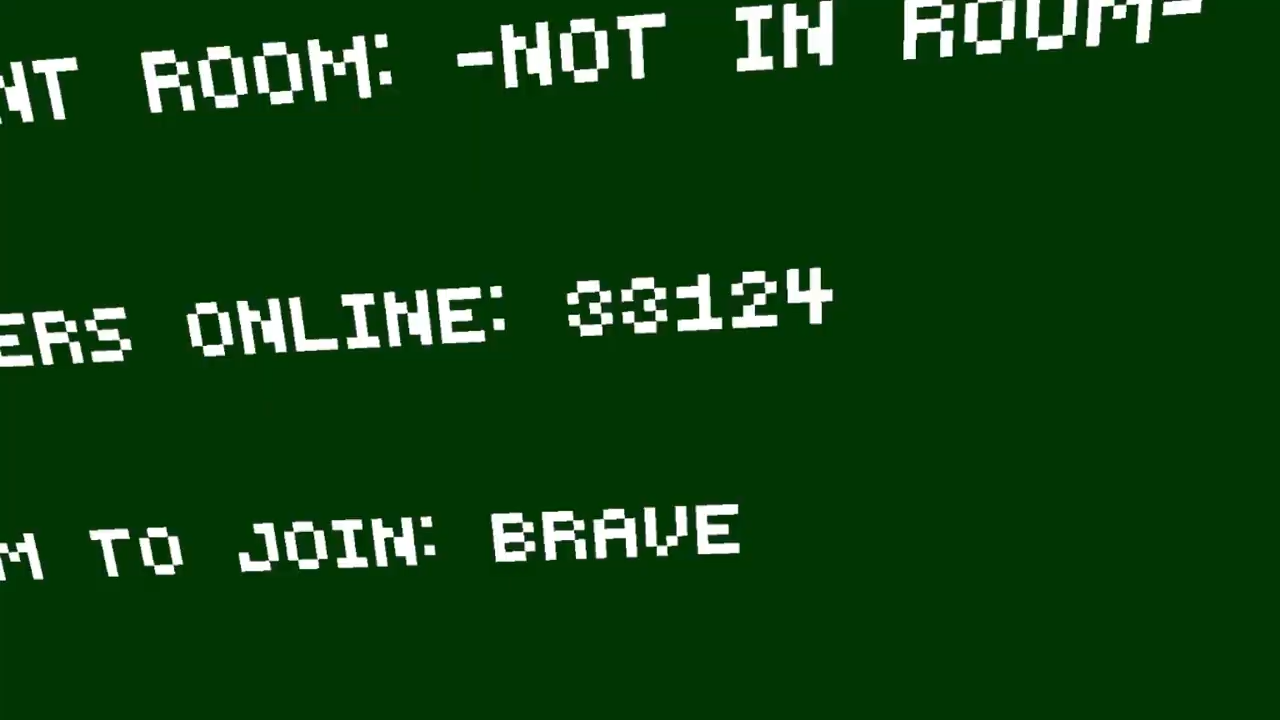 NT ROOM: -NOT IN ROOM-
ERS ONLINE: 33124
M TO JOIN: BRAVE